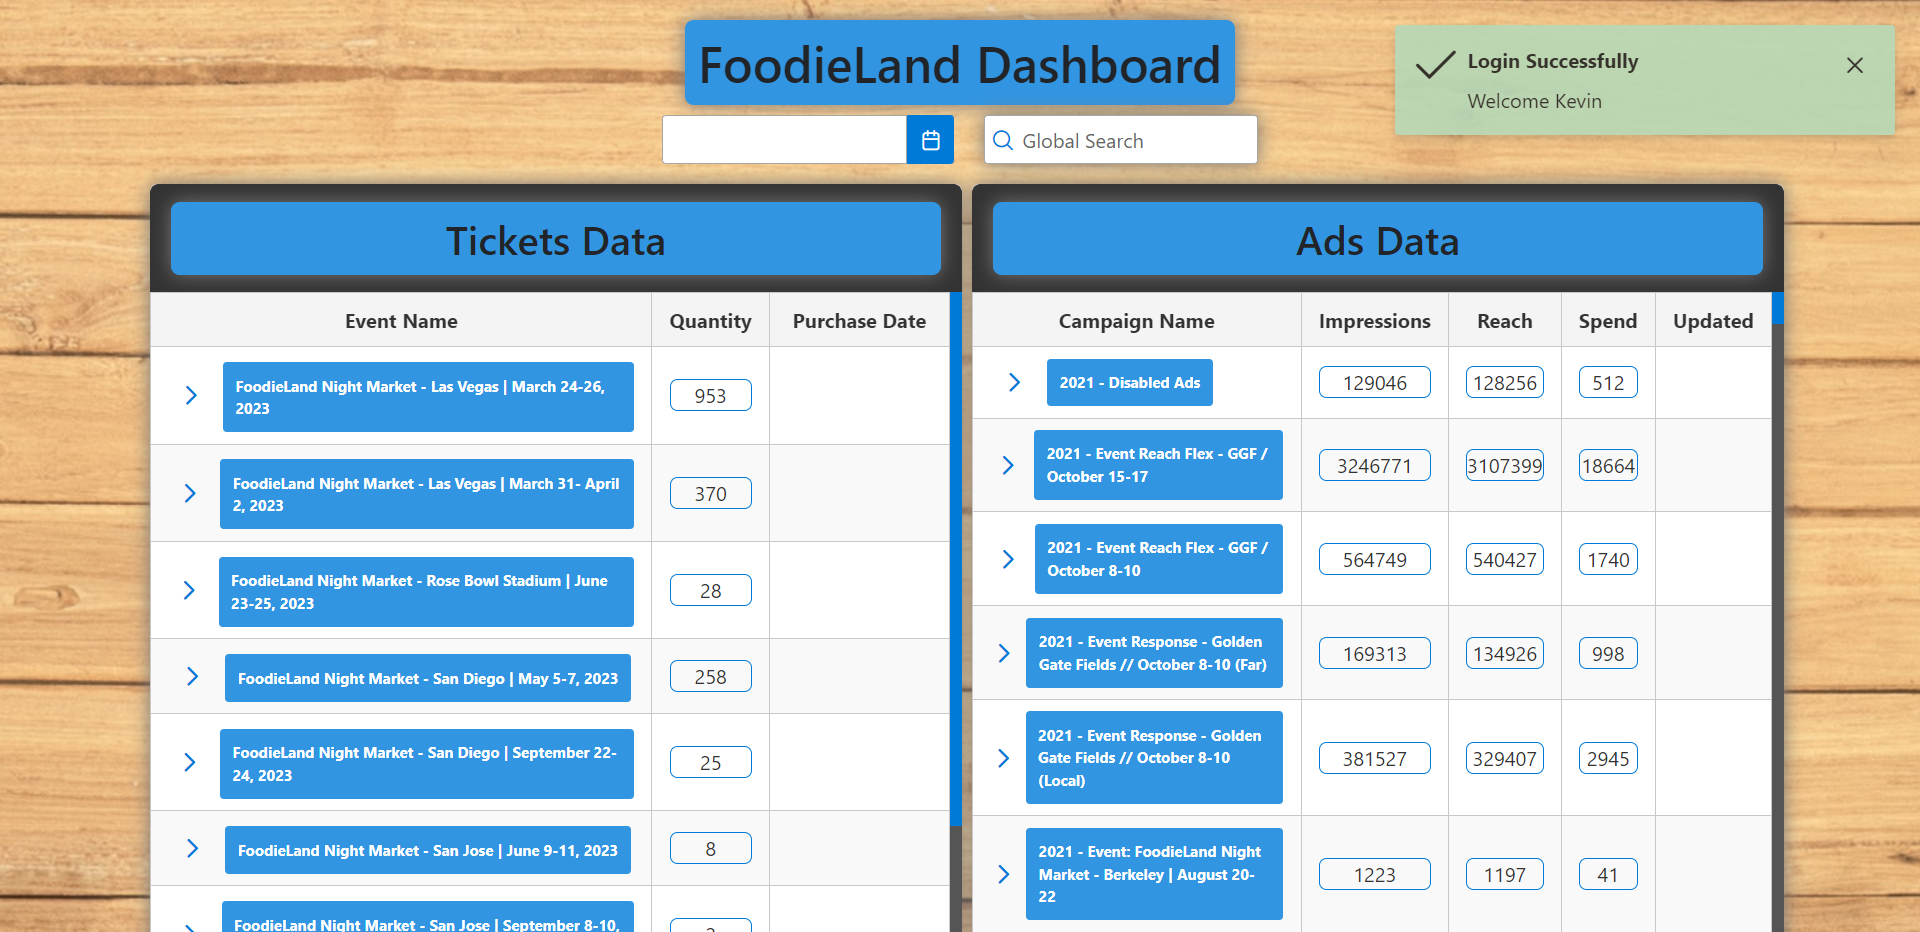 FoodieLand Dashboard
Login Successfully
Welcome Kevin
Global Search
Tickets Data
Event Name Quantity Purchase Date
FoodieLand Night Market - Las Vegas | March 24-26,
2023
953
FoodieLand Night Market - Las Vegas | March 31- April
2, 2023
370
FoodieLand Night Market - Rose Bowl Stadium | June
23-25, 2023
28
FoodieLand Night Market - San Diego | May 5-7, 2023
258
FoodieLand Night Market - San Diego | September 22-
24, 2023
25
FoodieLand Night Market - San Jose | June 9-11, 2023
8
FoodieLand Night Market - San Jose | September 8-10,
Ads Data
Campaign Name Impressions Reach Spend Updated
2021 - Disabled Ads
129046 128256 512
2021 - Event Reach Flex - GGF /
October 15-17
3246771 3107399 18664
2021 - Event Reach Flex - GGF /
October 8-10
564749 540427 1740
2021 - Event Response - Golden
Gate Fields // October 8-10 (Far)
169313 134926 998
2021 - Event Response - Golden
Gate Fields // October 8-10
(Local)
381527 329407 2945
2021 - Event: FoodieLand Night
Market - Berkeley | August 20-
22
1223 1197 41